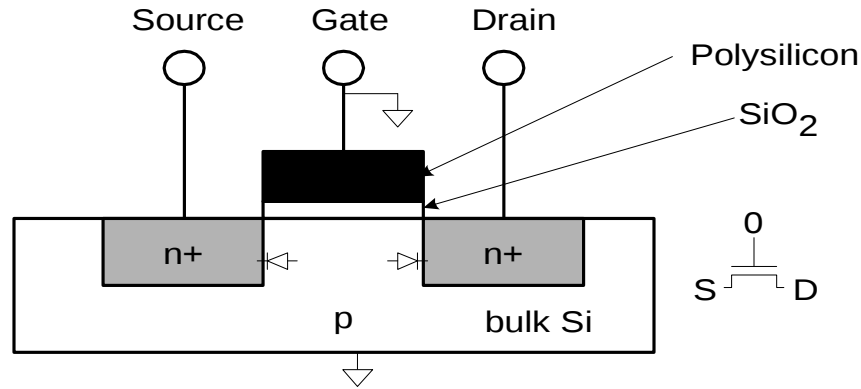 Source Gate Drain
Polysilicon
SiO2
n+ n+
0
S D
p bulk Si